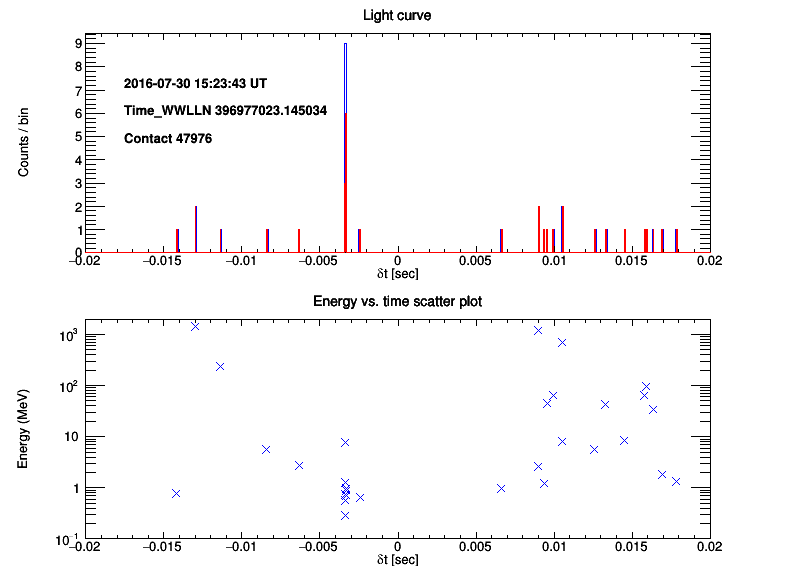 Light curve
Counts / bin
9
8
7
6
5
4
3
2
1
0
2016-07-30 15:23:43 UT
Time_WWLLN 396977023.145034
Contact 47976
−0.02 −0.015 −0.01 −0.005 0 0.005 0.01 0.015 0.02
δt [sec]
Energy vs. time scatter plot
Energy (MeV)
10³
10²
10
1
10⁻¹
−0.02 −0.015 −0.01 −0.005 0 0.005 0.01 0.015 0.02
δt [sec]